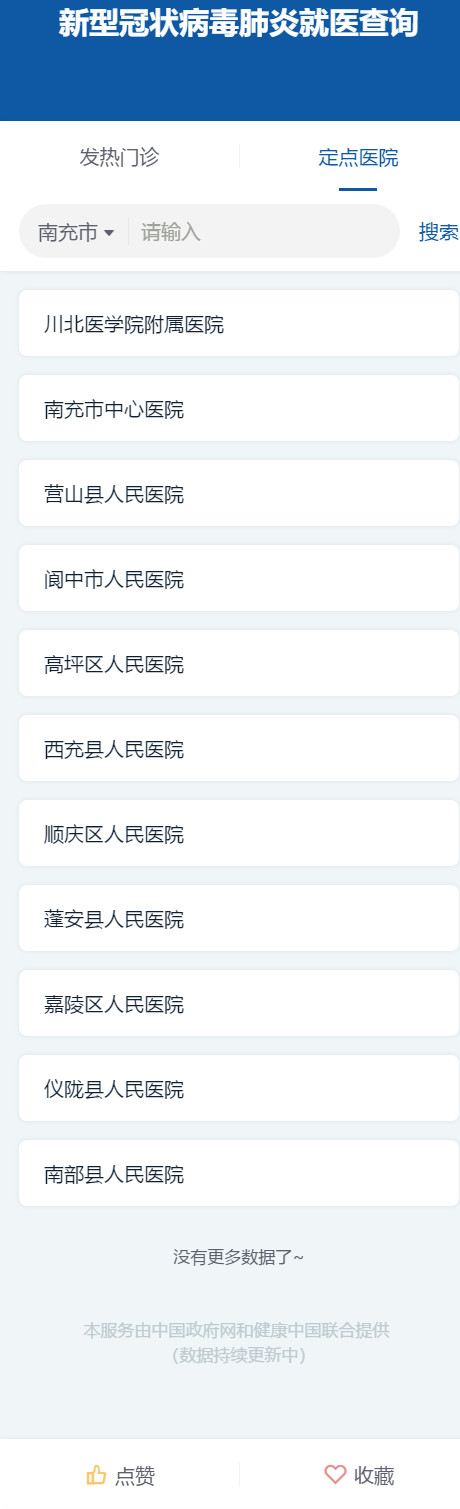 新型冠状病毒肺炎就医查询
发热门诊 定点医院
南充市 请输入 搜索
川北医学院附属医院
南充市中心医院
营山县人民医院
阆中市人民医院
高坪区人民医院
西充县人民医院
顺庆区人民医院
蓬安县人民医院
嘉陵区人民医院
仪陇县人民医院
南部县人民医院
没有更多数据了~
本服务由中国政府网和健康中国联合提供
（数据持续更新中）
点赞 收藏